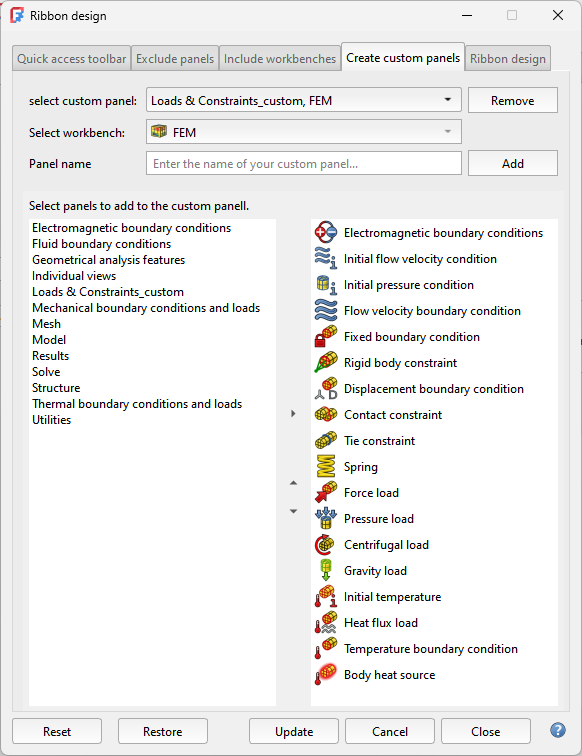 Ribbon design
Quick access toolbar
Exclude panels
Include workbenches
Create custom panels
Ribbon design
select custom panel:
Loads & Constraints_custom, FEM
Remove
Select workbench:
FEM
Panel name
Enter the name of your custom panel...
Add
Select panels to add to the custom panell.
Electromagnetic boundary conditions
Fluid boundary conditions
Geometrical analysis features
Individual views
Loads & Constraints_custom
Mechanical boundary conditions and loads
Mesh
Model
Results
Solve
Structure
Thermal boundary conditions and loads
Utilities
Electromagnetic boundary conditions
Initial flow velocity condition
Initial pressure condition
Flow velocity boundary condition
Fixed boundary condition
Rigid body constraint
Displacement boundary condition
Contact constraint
Tie constraint
Spring
Force load
Pressure load
Centrifugal load
Gravity load
Initial temperature
Heat flux load
Temperature boundary condition
Body heat source
Reset
Restore
Update
Cancel
Close